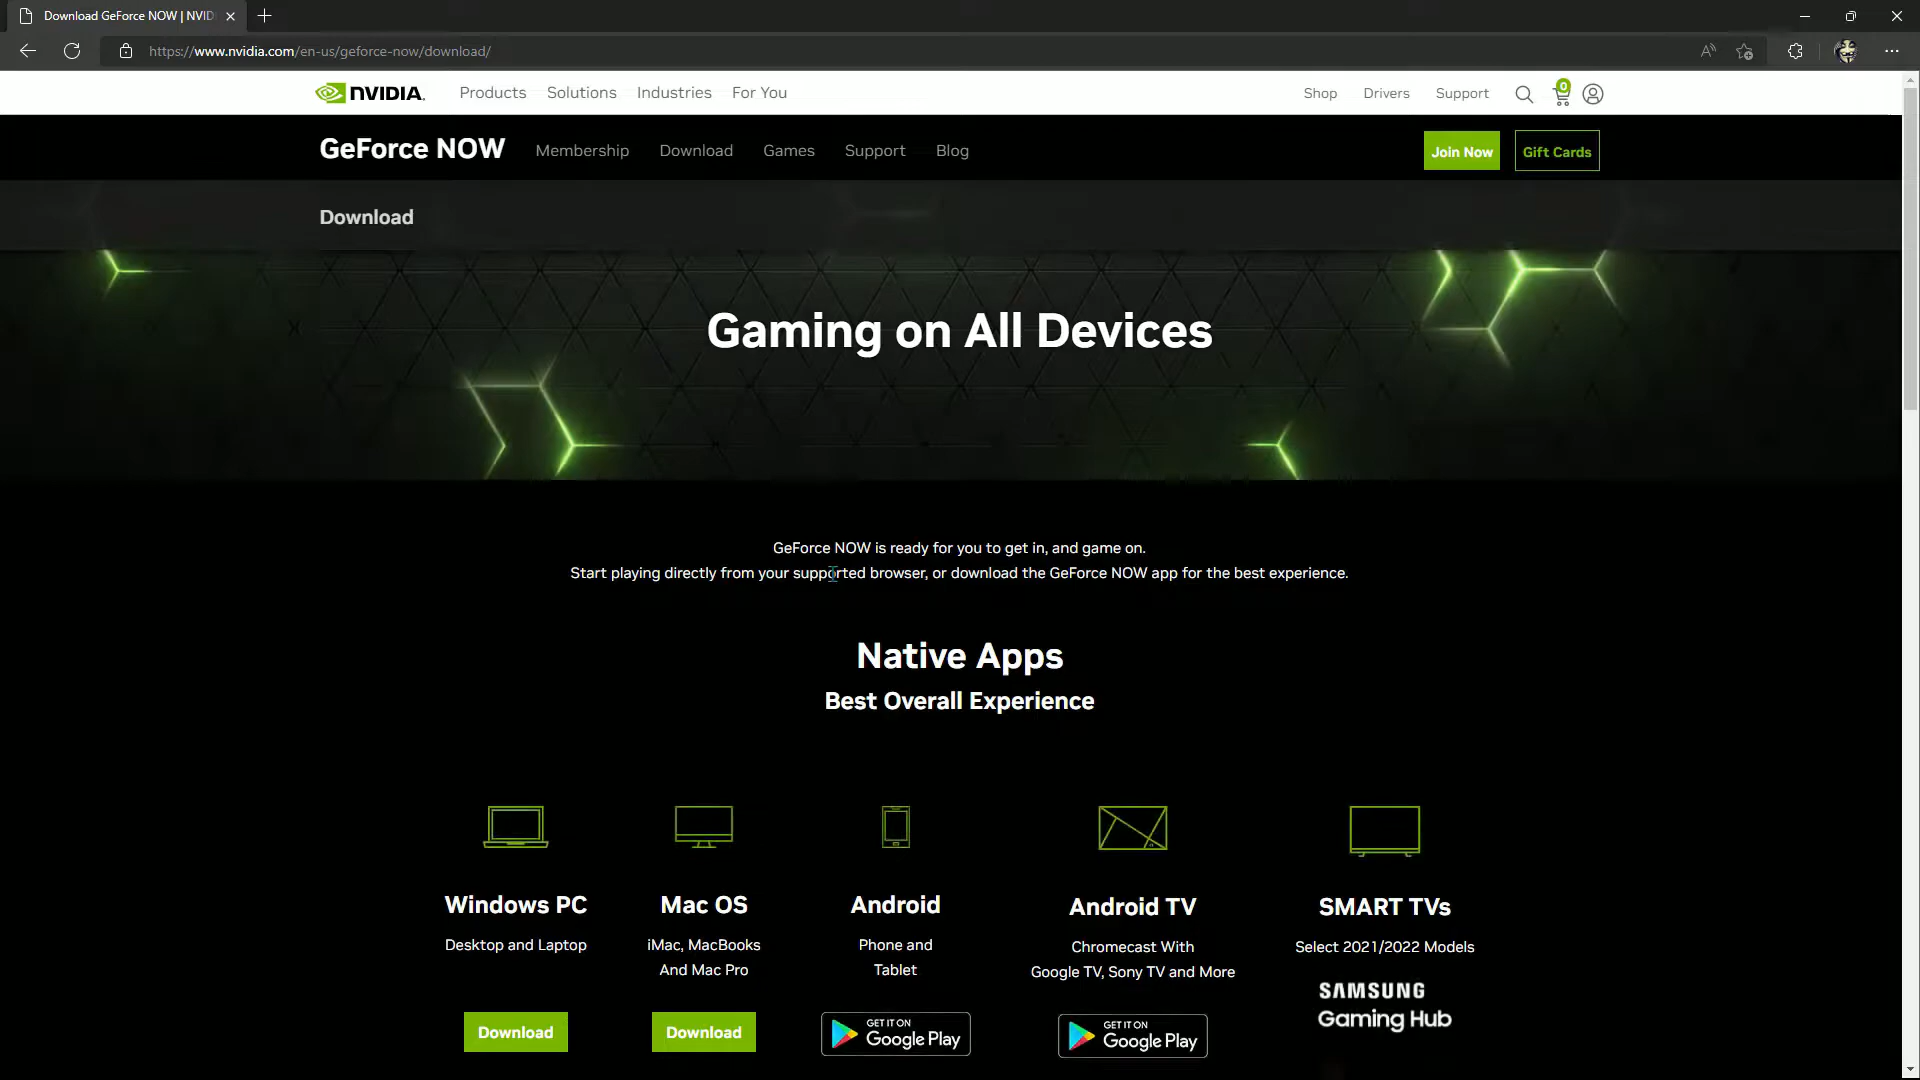 Download GeForce NOW | NVID
https://www.nvidia.com/en-us/geforce-now/download/
NVIDIA. Products Solutions Industries For You Shop Drivers Support 0
GeForce NOW Membership Download Games Support Blog Join Now Gift Cards
Download
Gaming on All Devices
GeForce NOW is ready for you to get in, and game on.
Start playing directly from your supported browser, or download the GeForce NOW app for the best experience.
Native Apps
Best Overall Experience
Windows PC
Desktop and Laptop
Download
Mac OS
iMac, MacBooks
And Mac Pro
Download
Android
Phone and
Tablet
GET IT ON
Google Play
Android TV
Chromecast With
Google TV, Sony TV and More
GET IT ON
Google Play
SMART TVs
Select 2021/2022 Models
SAMSUNG
Gaming Hub